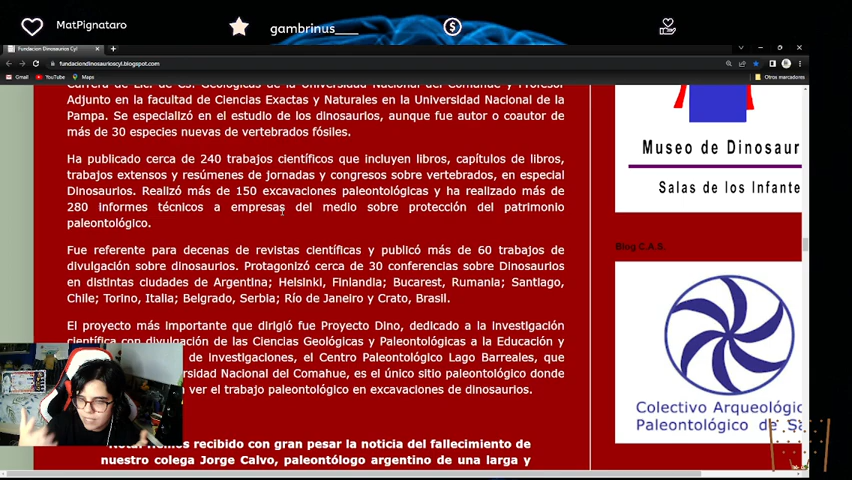 MatPignataro
gambrinus____
Fundacion Dinosaurios CyL
fundaciondinosaurioscyl.blogspot.com
Gmail
YouTube
Maps
Otros marcadores
Carrera de Lic. de Cs. Geológicas de la Universidad Nacional del Comahue y Profesor
Adjunto en la facultad de Ciencias Exactas y Naturales en la Universidad Nacional de la
Pampa. Se especializó en el estudio de los dinosaurios, aunque fue autor o coautor de
más de 30 especies nuevas de vertebrados fósiles.
Ha publicado cerca de 240 trabajos científicos que incluyen libros, capítulos de libros,
trabajos extensos y resúmenes de jornadas y congresos sobre vertebrados, en especial
Dinosaurios. Realizó más de 150 excavaciones paleontológicas y ha realizado más de
280 informes técnicos a empresas del medio sobre protección del patrimonio
paleontológico.
Fue referente para decenas de revistas científicas y publicó más de 60 trabajos de
divulgación sobre dinosaurios. Protagonizó cerca de 30 conferencias sobre Dinosaurios
en distintas ciudades de Argentina; Helsinki, Finlandia; Bucarest, Rumania; Santiago,
Chile; Torino, Italia; Belgrado, Serbia; Río de Janeiro y Crato, Brasil.
El proyecto más importante que dirigió fue Proyecto Dino, dedicado a la investigación
científica con divulgación de las Ciencias Geológicas y Paleontológicas a la Educación y
de Investigaciones, el Centro Paleontológico Lago Barreales, que
Nacional del Comahue, es el único sitio paleontológico donde
ver el trabajo paleontológico en excavaciones de dinosaurios.
Nota: Hemos recibido con gran pesar la noticia del fallecimiento de
nuestro colega Jorge Calvo, paleontólogo argentino de una larga y
Museo de Dinosaur
Salas de los Infante
Blog C.A.S.
Colectivo Arqueológic
Paleontológico de Sa